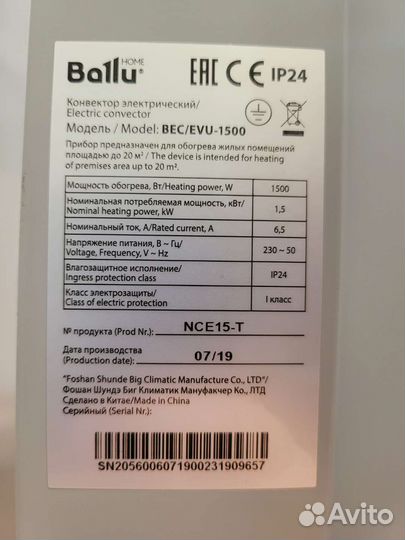 HOME
Ballu®
EAC CE IP24
Конвектор электрический/
Electric convector
Модель / Model: BEC/EVU-1500
Прибор предназначен для обогрева жилых помещений
площадью до 20 м² / The device is intended for heating
of premises area up to 20 m².
Мощность обогрева, Вт/Heating power, W 1500
Номинальная потребляемая мощность, кВт/
Nominal heating power, kW 1,5
Номинальный ток, А/Rated current, A 6,5
Напряжение питания, В ~ Гц/
Voltage, Frequency, V ~ Hz 230 ~ 50
Влагозащитное исполнение/
Ingress protection class IP24
Класс электрозащиты/
Class of electric protection I класс
№ продукта (Prod Nr.): NCE15-T
Дата производства
(Production date): 07/19
"Foshan Shunde Big Climatic Manufacture Co., LTD"/
Фошан Шундэ Биг Климатик Мануфакчер Ко., ЛТД
Сделано в Китае/Made in China
Серийный (Serial Nr.):
SN2056006071900231909657
Avito